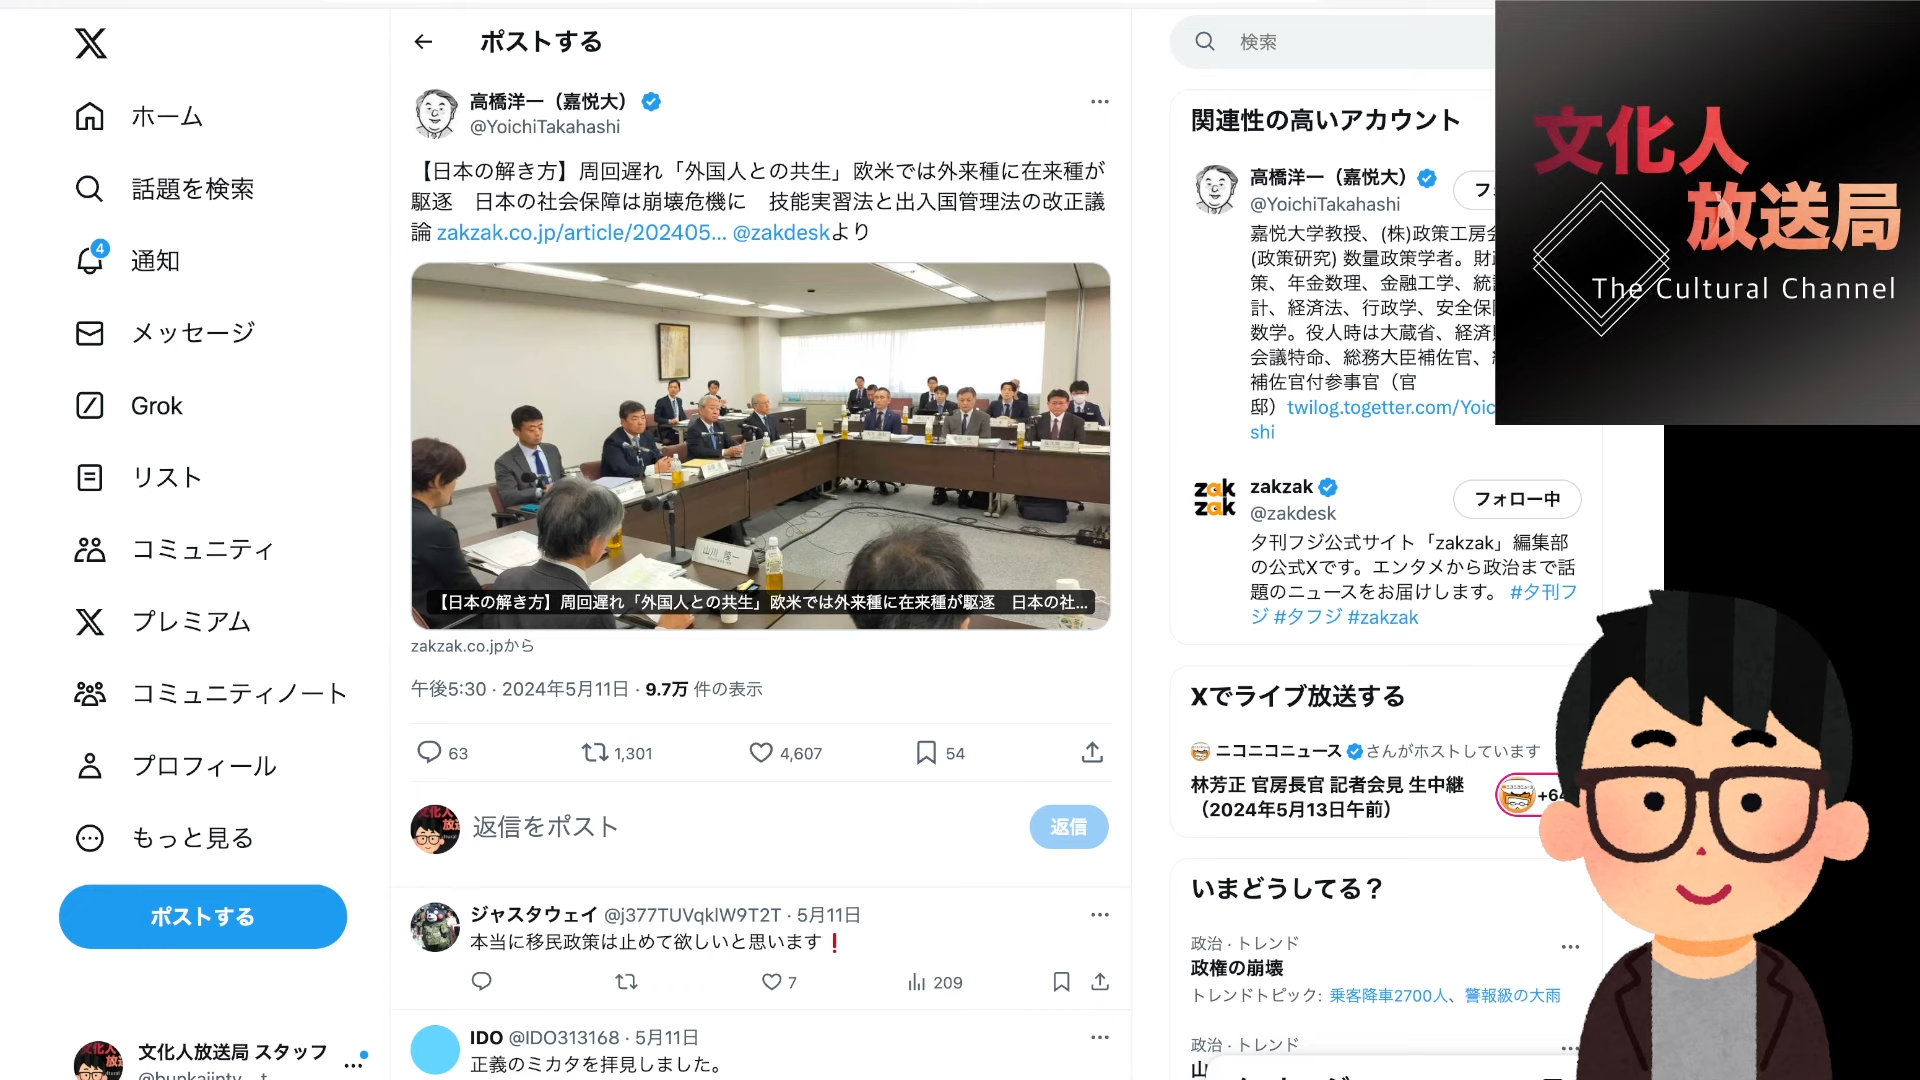 ホーム
話題を検索
4
通知
メッセージ
Grok
リスト
コミュニティ
プレミアム
コミュニティノート
プロフィール
もっと見る
ポストする
文化人放送局 スタッフ
ポストする
高橋洋一（嘉悦大）
@YoichiTakahashi
【日本の解き方】周回遅れ「外国人との共生」欧米では外来種に在来種が
駆逐　日本の社会保障は崩壊危機に　技能実習法と出入国管理法の改正議
論 zakzak.co.jp/article/202405… @zakdeskより
山川 隆一
【日本の解き方】周回遅れ「外国人との共生」欧米では外来種に在来種が駆逐　日本の社…
zakzak.co.jpから
午後5:30 · 2024年5月11日 · 9.7万 件の表示
63 1,301 4,607 54
返信をポスト
返信
ジャスタウェイ @j377TUVqklW9T2T · 5月11日
本当に移民政策は止めて欲しいと思います❗
7 209
IDO @IDO313168 · 5月11日
正義のミカタを拝見しました。
検索
関連性の高いアカウント
高橋洋一（嘉悦大）
@YoichiTakahashi
フ
嘉悦大学教授、(株)政策工房会
(政策研究) 数量政策学者。財政
策、年金数理、金融工学、統計
計、経済法、行政学、安全保障
数学。役人時は大蔵省、経済
会議特命、総務大臣補佐官、
補佐官付参事官（官
邸）twilog.togetter.com/Yoic
shi
zak
zak
zakzak
@zakdesk
フォロー中
夕刊フジ公式サイト「zakzak」編集部
の公式Xです。エンタメから政治まで話
題のニュースをお届けします。 #夕刊フ
ジ #タフジ #zakzak
Xでライブ放送する
ニコニコニュース さんがホストしています
林芳正 官房長官 記者会見 生中継
（2024年5月13日午前）
+64
いまどうしてる？
政治 · トレンド
政権の崩壊
トレンドトピック: 乗客降車2700人、警報級の大雨
政治 · トレンド
山
文化人
放送局
The Cultural Channel